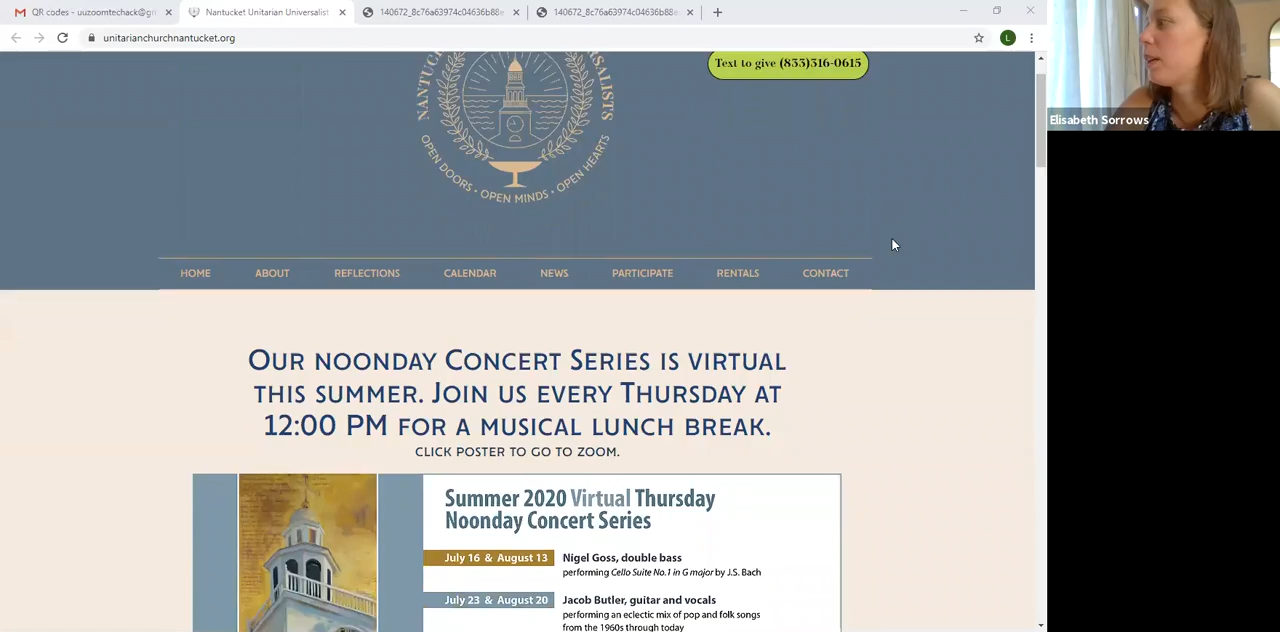 QR codes - uuzoomtechack@gm
Nantucket Unitarian Universalist
140672_8c76a63974c04636b88e
140672_8c76a63974c04636b88e
unitarianchurchnantucket.org
L
Text to give (833)316-0615
Elisabeth Sorrows
OPEN DOORS • OPEN MINDS • OPEN HEARTS
HOME ABOUT REFLECTIONS CALENDAR NEWS PARTICIPATE RENTALS CONTACT
OUR NOONDAY CONCERT SERIES IS VIRTUAL
THIS SUMMER. JOIN US EVERY THURSDAY AT
12:00 PM FOR A MUSICAL LUNCH BREAK.
CLICK POSTER TO GO TO ZOOM.
Summer 2020 Virtual Thursday
Noonday Concert Series
July 16 & August 13 Nigel Goss, double bass
performing Cello Suite No.1 in G major by J.S. Bach
July 23 & August 20 Jacob Butler, guitar and vocals
performing an eclectic mix of pop and folk songs
from the 1960s through today